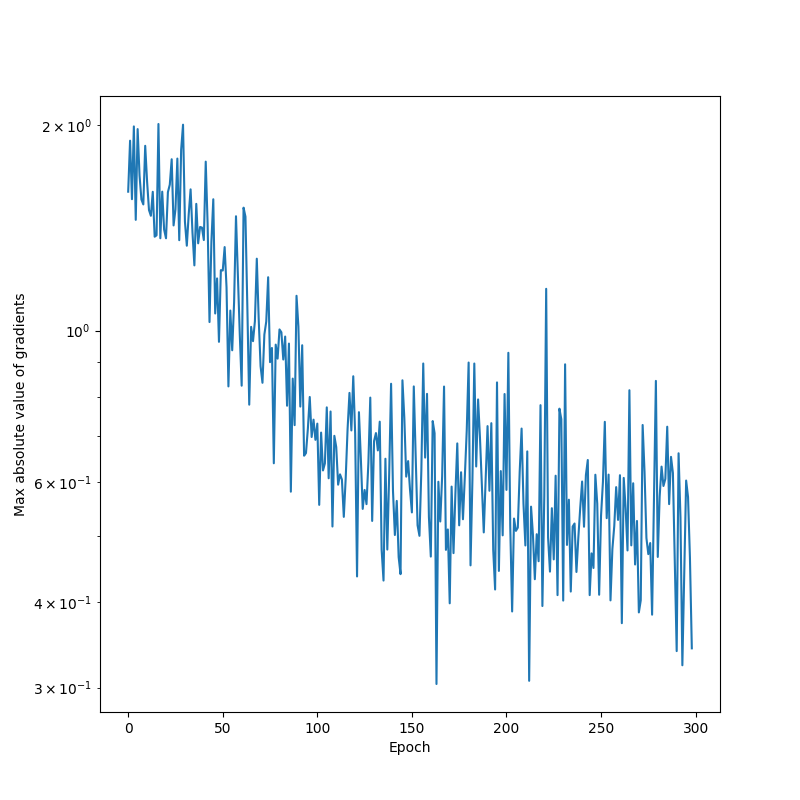 Max absolute value of gradients
2 × 10⁰
10⁰
6 × 10⁻¹
4 × 10⁻¹
3 × 10⁻¹
0 50 100 150 200 250 300
Epoch